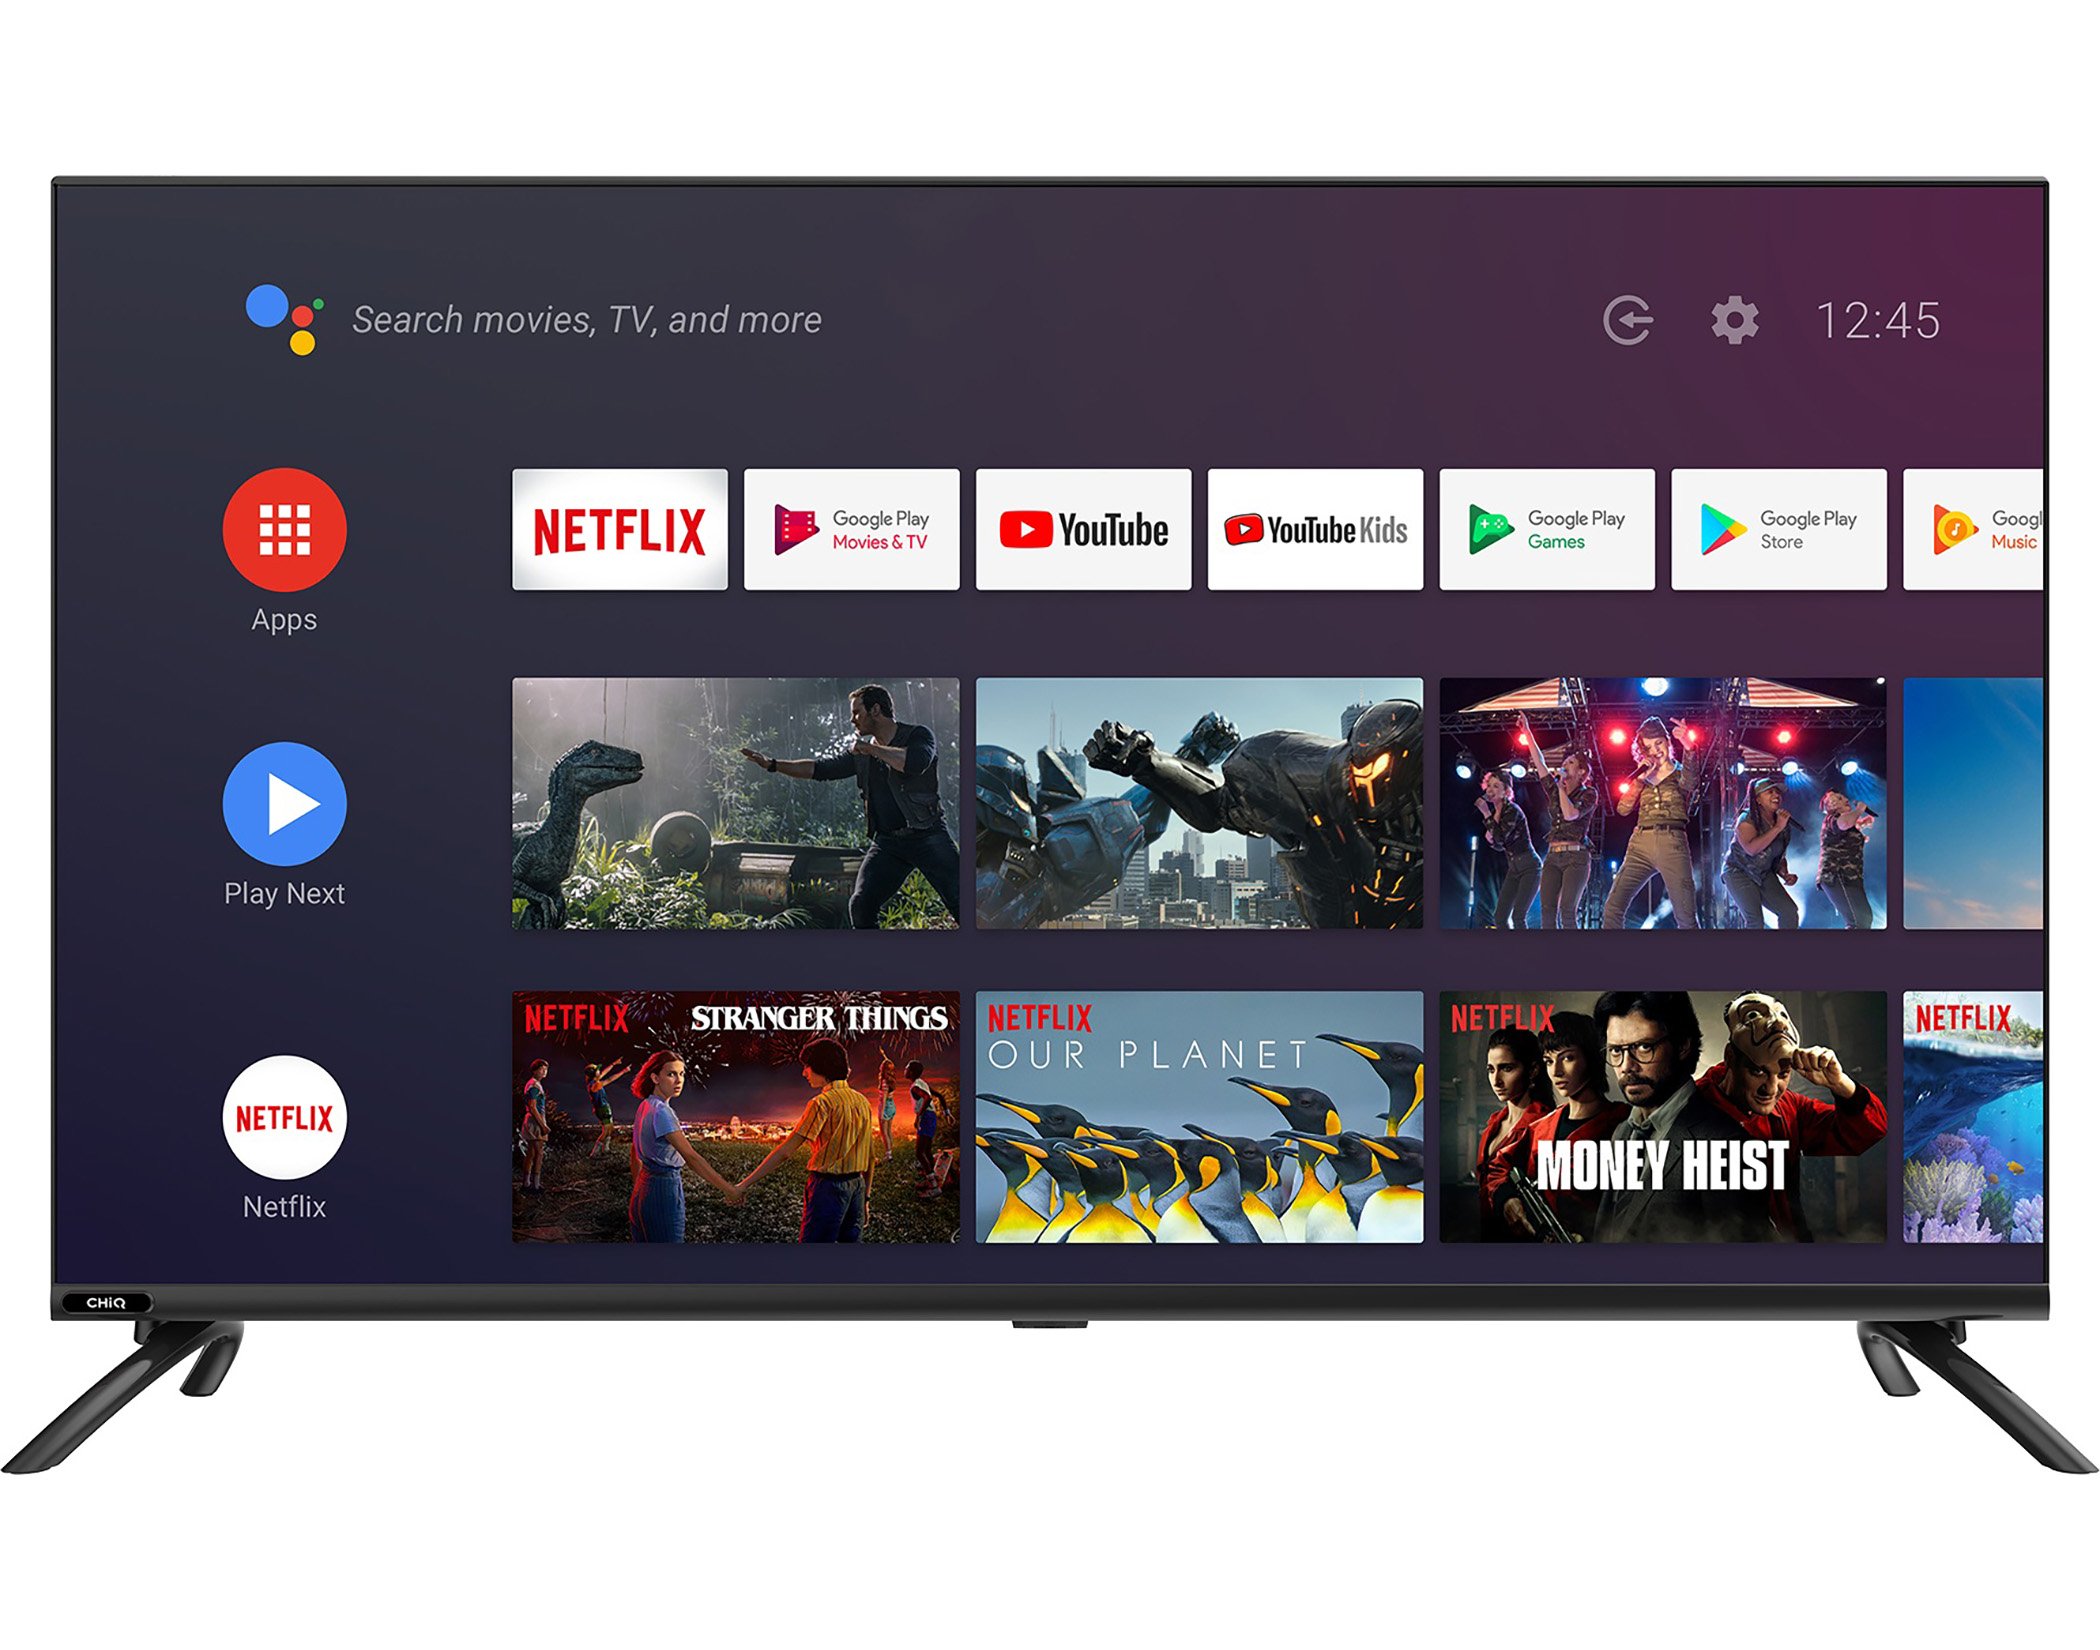 Search movies, TV, and more
12:45
Apps
NETFLIX
Google Play
Movies & TV
YouTube
YouTube Kids
Google Play
Games
Google Play
Store
Googl
Music
Play Next
NETFLIX
Netflix
NETFLIX
STRANGER THINGS
NETFLIX
OUR PLANET
NETFLIX
MONEY HEIST
NETFLIX
CHiQ